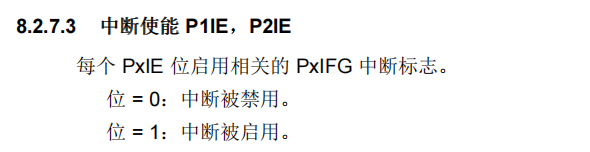 8.2.7.3 中断使能 P1IE，P2IE
每个 PxIE 位启用相关的 PxIFG 中断标志。
位 = 0：中断被禁用。
位 = 1：中断被启用。